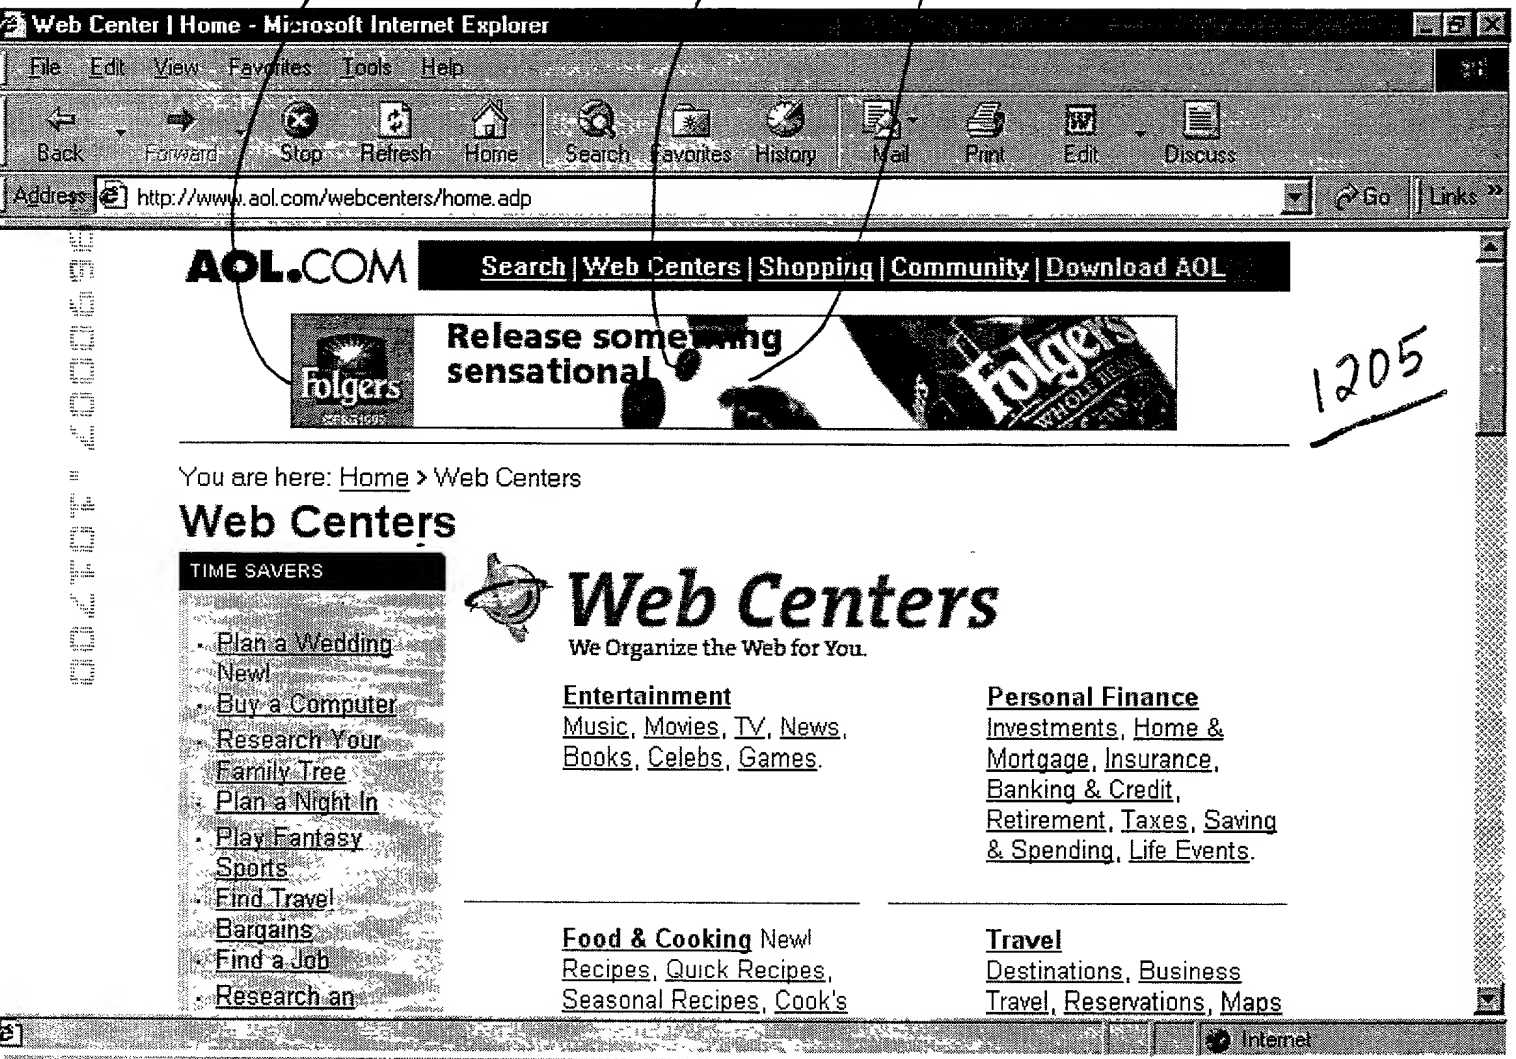 Web Center | Home - Microsoft Internet Explorer
File Edit View Favorites Tools Help
Back Forward Stop Refresh Home Search Favorites History Mail Print Edit Discuss
Address http://www.aol.com/webcenters/home.adp Go Links »
AOL.COM Search | Web Centers | Shopping | Community | Download AOL
Release something
sensational
Folgers
Folgers
WHOLE BEAN
1205
You are here: Home > Web Centers
Web Centers
TIME SAVERS
· Plan a Wedding
New!
· Buy a Computer
· Research Your
Family Tree
· Plan a Night In
· Play Fantasy
Sports
· Find Travel
Bargains
· Find a Job
· Research an
Web Centers
We Organize the Web for You.
Entertainment
Music, Movies, TV, News,
Books, Celebs, Games.
Personal Finance
Investments, Home &
Mortgage, Insurance,
Banking & Credit,
Retirement, Taxes, Saving
& Spending, Life Events.
Food & Cooking New!
Recipes, Quick Recipes,
Seasonal Recipes, Cook's
Travel
Destinations, Business
Travel, Reservations, Maps
Internet